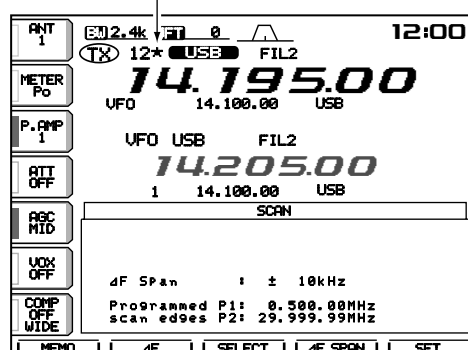 ANT 1
BW 2.4k SFT 0 12:00
TX 12* USB FIL2
METER Po
14.195.00
VFO 14.100.00 USB
P.AMP 1
VFO USB FIL2
14.205.00
ATT OFF
1 14.100.00 USB
AGC MID
SCAN
VOX OFF
⊿F Span : ± 10kHz
COMP OFF WIDE
Programmed P1: 0.500.00MHz
scan edges P2: 29.999.99MHz
MEMO ⊿F SELECT ⊿F SPAN SET